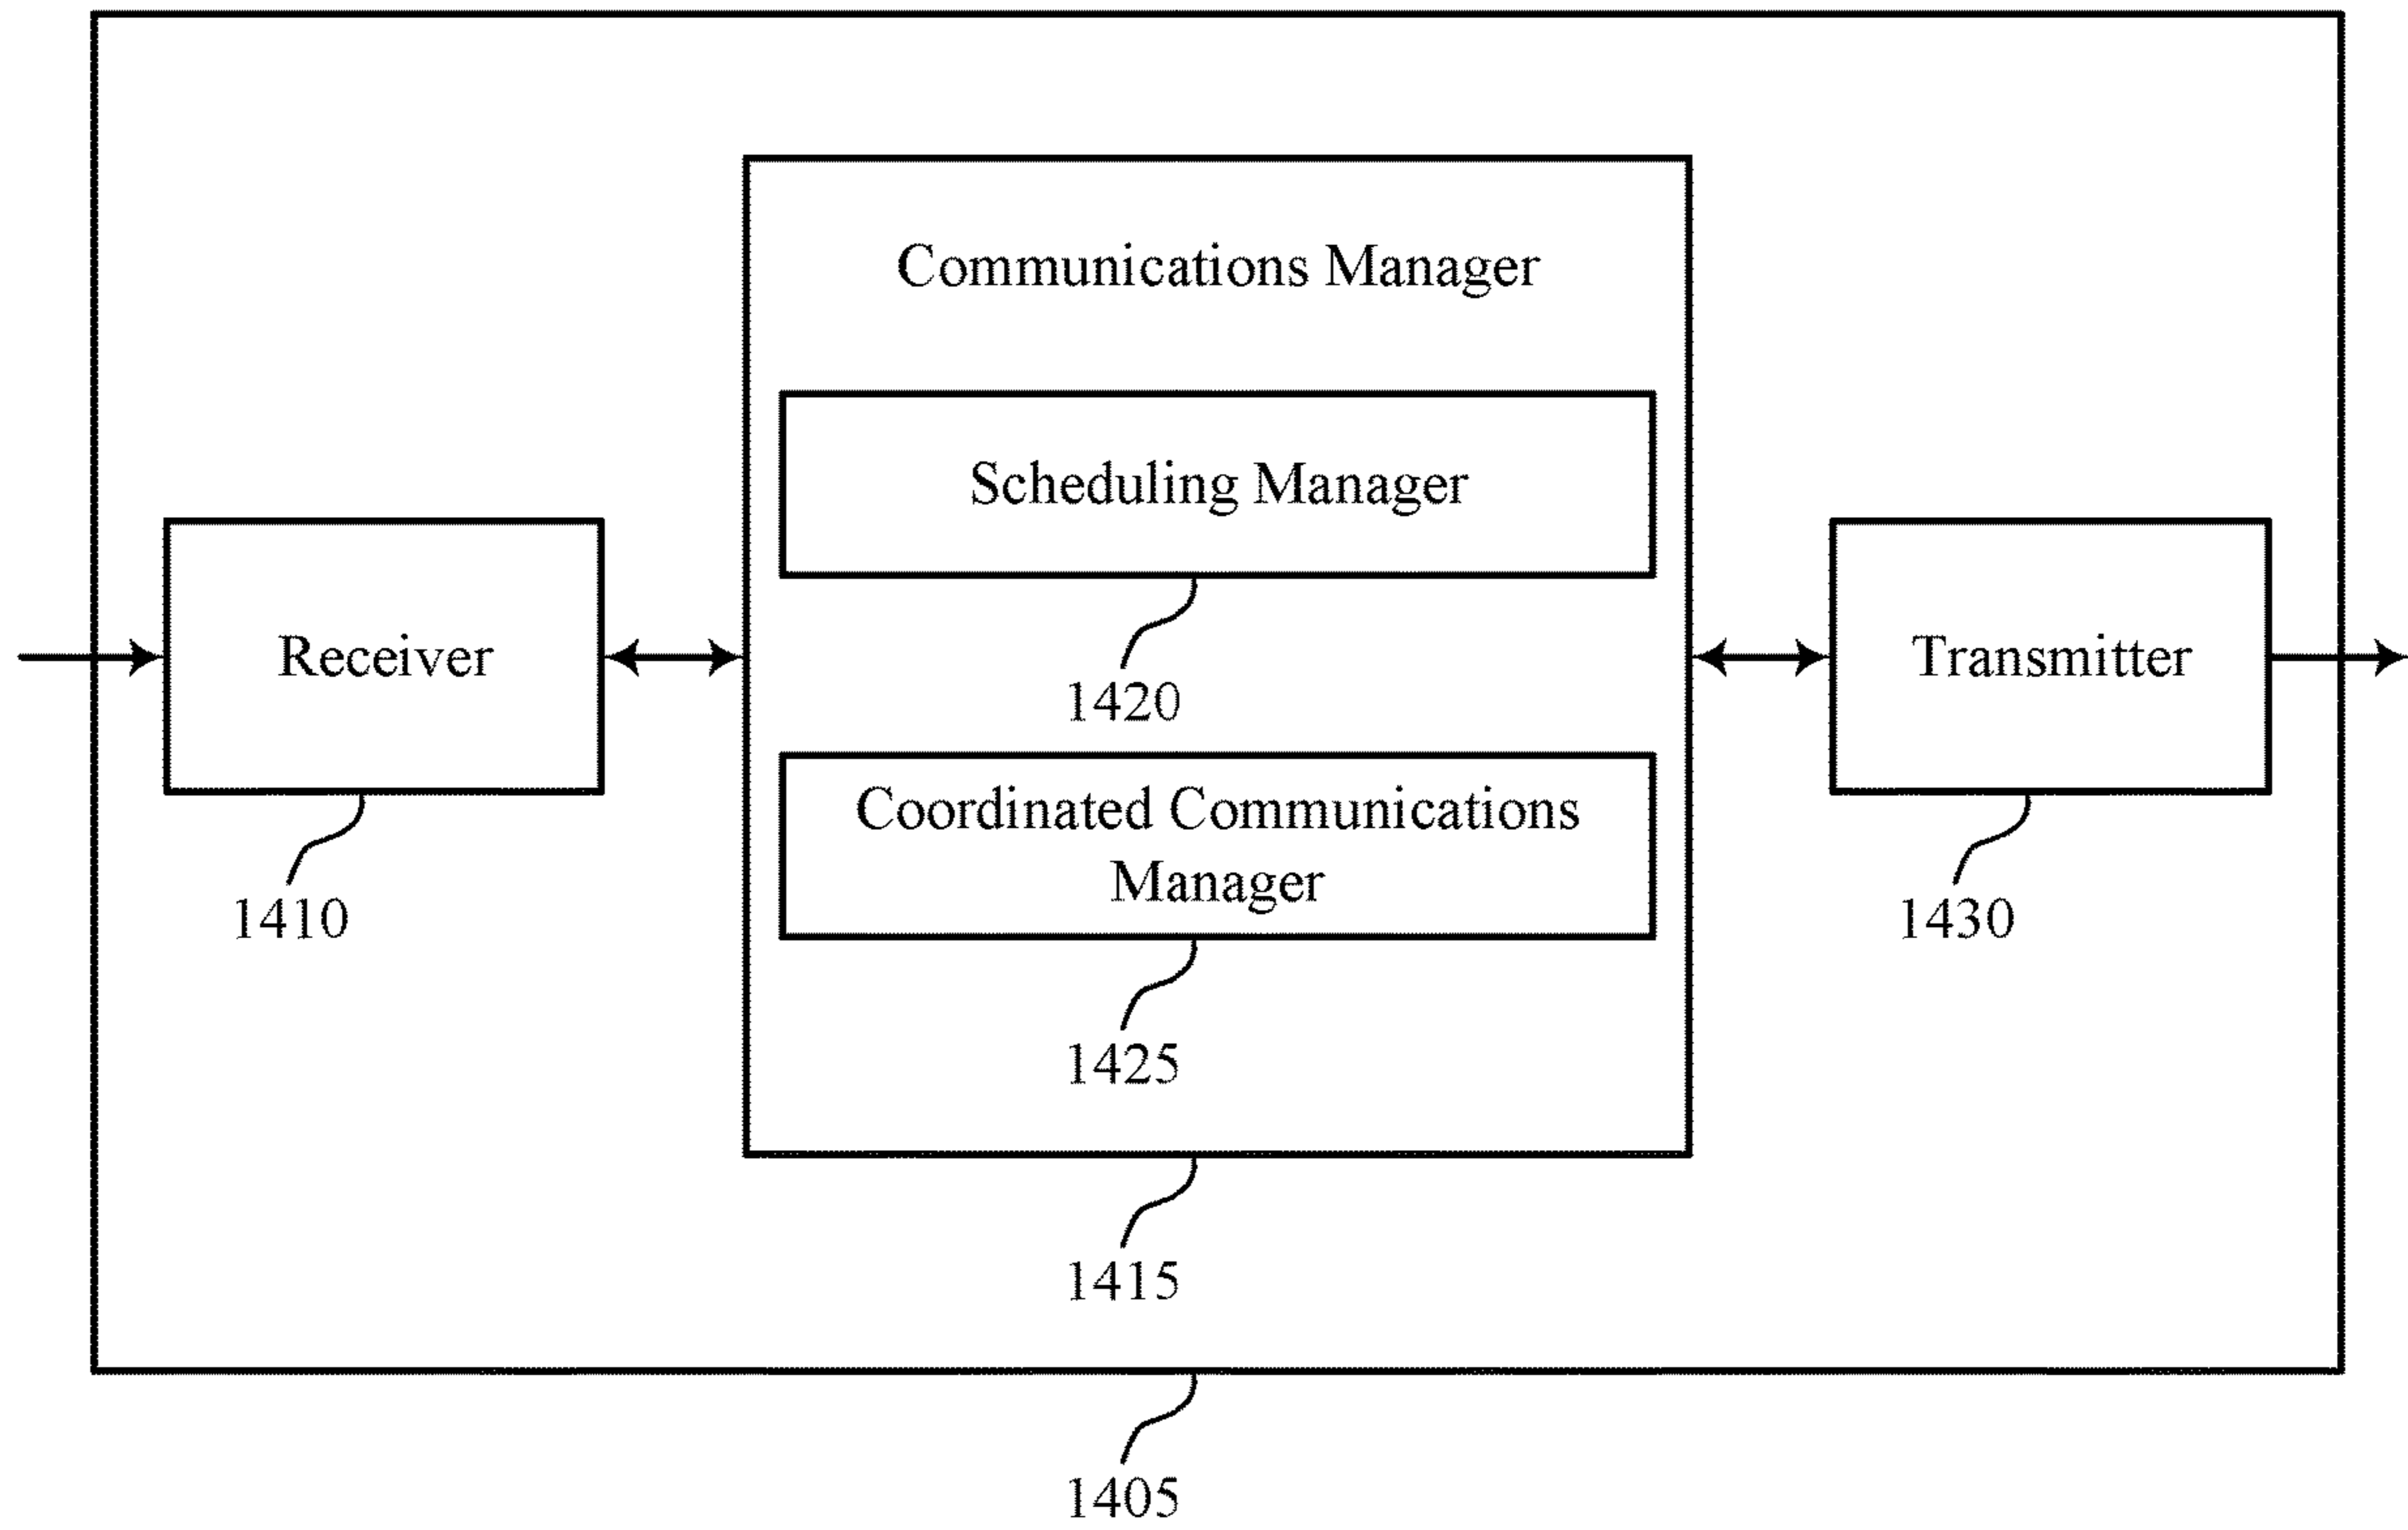 Communications Manager
Scheduling Manager
1420
Receiver
1410
Transmitter
1430
Coordinated Communications
Manager
1425
1415
1405